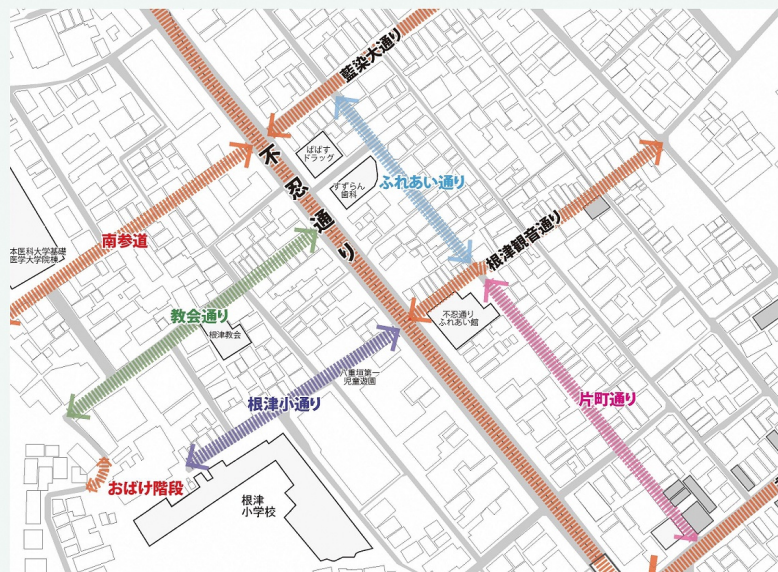 藍染大通り
不忍通り
ばばす
ドラッグ
すずらん
歯科
ふれあい通り
根津観音通り
南参道
本医科大学基礎
医学大学院棟
教会通り
根津教会
不忍通り
ふれあい館
八重垣第一
児童遊園
根津小通り
片町通り
おばけ階段
根津
小学校